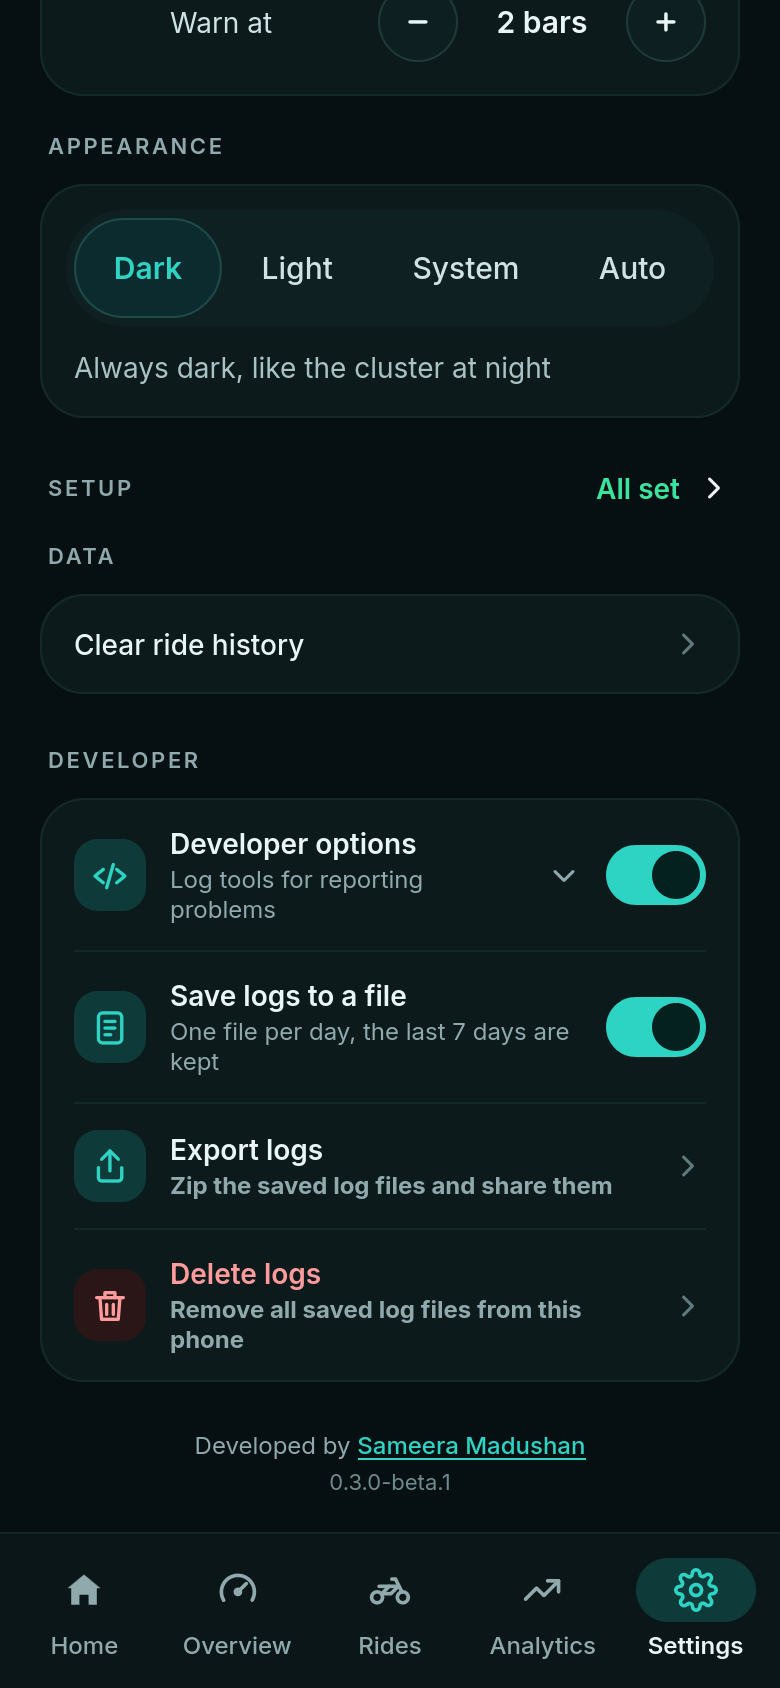 Warn at
2 bars
APPEARANCE
Dark
Light
System
Auto
Always dark, like the cluster at night
SETUP
All set
DATA
Clear ride history
DEVELOPER
Developer options
Log tools for reporting
problems
Save logs to a file
One file per day, the last 7 days are
kept
Export logs
Zip the saved log files and share them
Delete logs
Remove all saved log files from this
phone
Developed by Sameera Madushan
0.3.0-beta.1
Home
Overview
Rides
Analytics
Settings